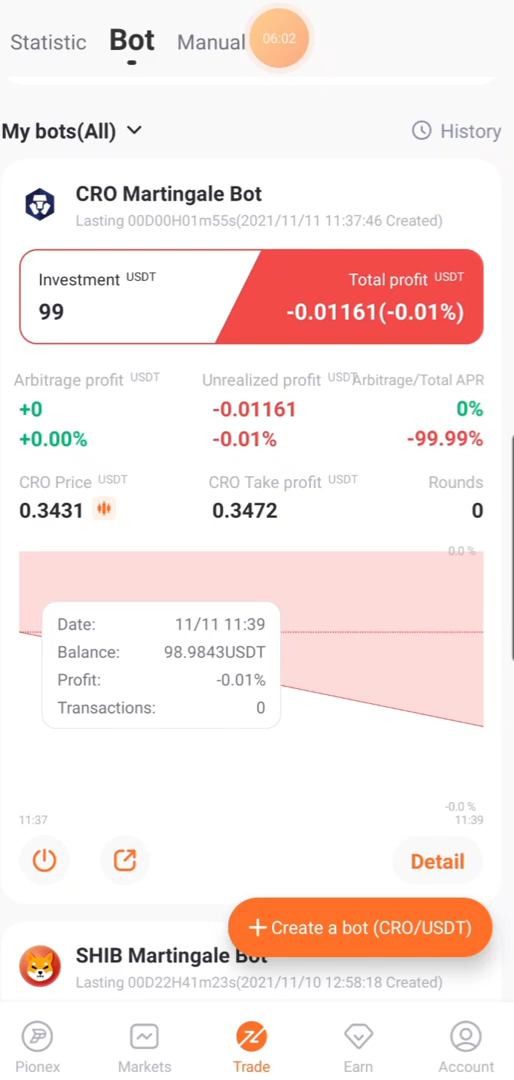 Statistic Bot Manual 06:02
My bots(All) History
CRO Martingale Bot
Lasting 00D00H01m55s(2021/11/11 11:37:46 Created)
Investment USDT Total profit USDT
99 -0.01161(-0.01%)
Arbitrage profit USDT Unrealized profit USDT Arbitrage/Total APR
+0 -0.01161 0%
+0.00% -0.01% -99.99%
CRO Price USDT CRO Take profit USDT Rounds
0.3431 0.3472 0
0.0 %
Date: 11/11 11:39
Balance: 98.9843USDT
Profit: -0.01%
Transactions: 0
-0.0 %
11:37 11:39
Detail
+ Create a bot (CRO/USDT)
SHIB Martingale Bot
Lasting 00D22H41m23s(2021/11/10 12:58:18 Created)
Pionex Markets Trade Earn Account